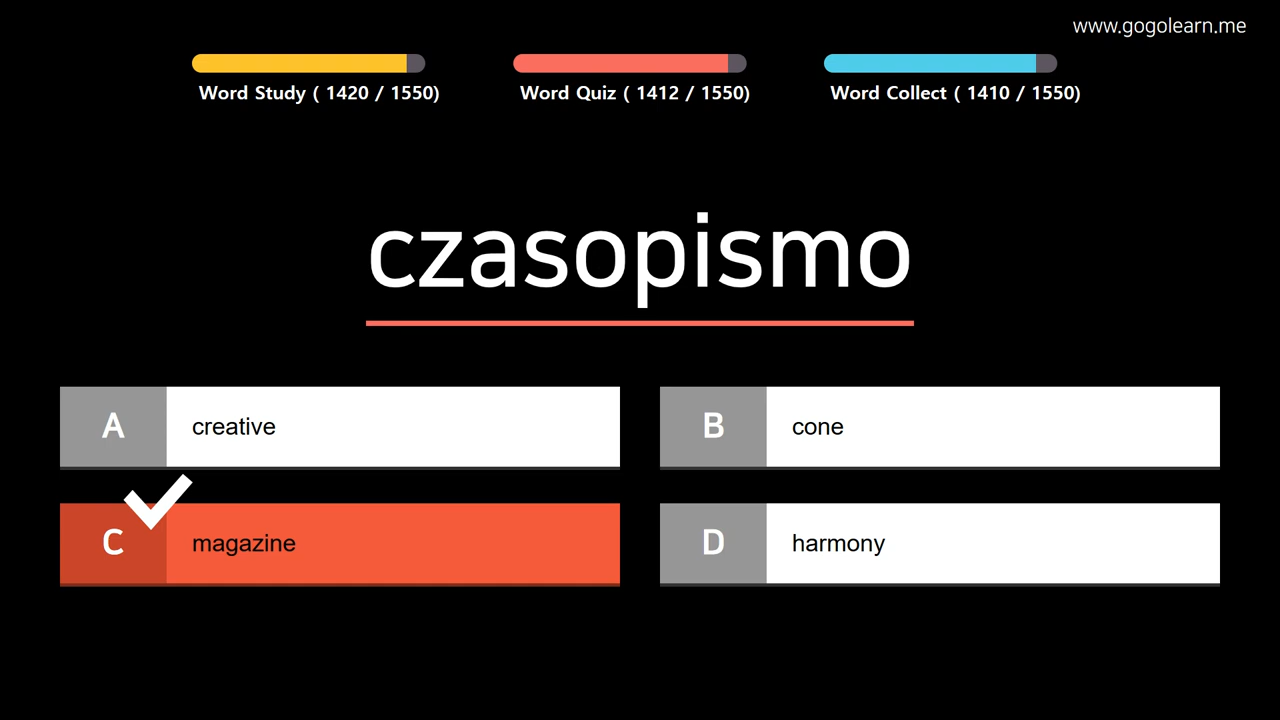 www.gogolearn.me
Word Study ( 1420 / 1550)
Word Quiz ( 1412 / 1550)
Word Collect ( 1410 / 1550)
czasopismo
A creative
B cone
C magazine
D harmony